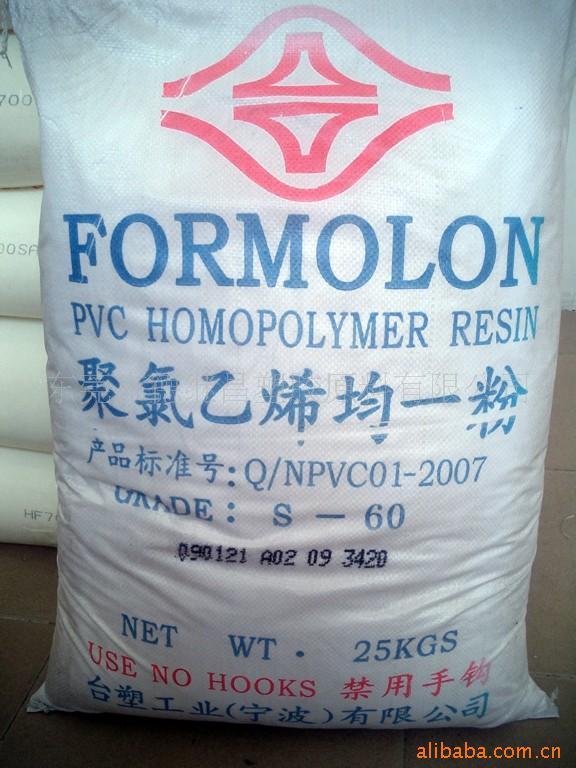 FORMOLON
PVC HOMOPOLYMER RESIN
聚氯乙烯均一粉
产品标准号:Q/NPVC01-2007
GRADE: S - 60
090121 A02 09 3420
NET WT. 25KGS
USE NO HOOKS 禁用手钩
台塑工业(宁波)有限公司
alibaba.com.cn